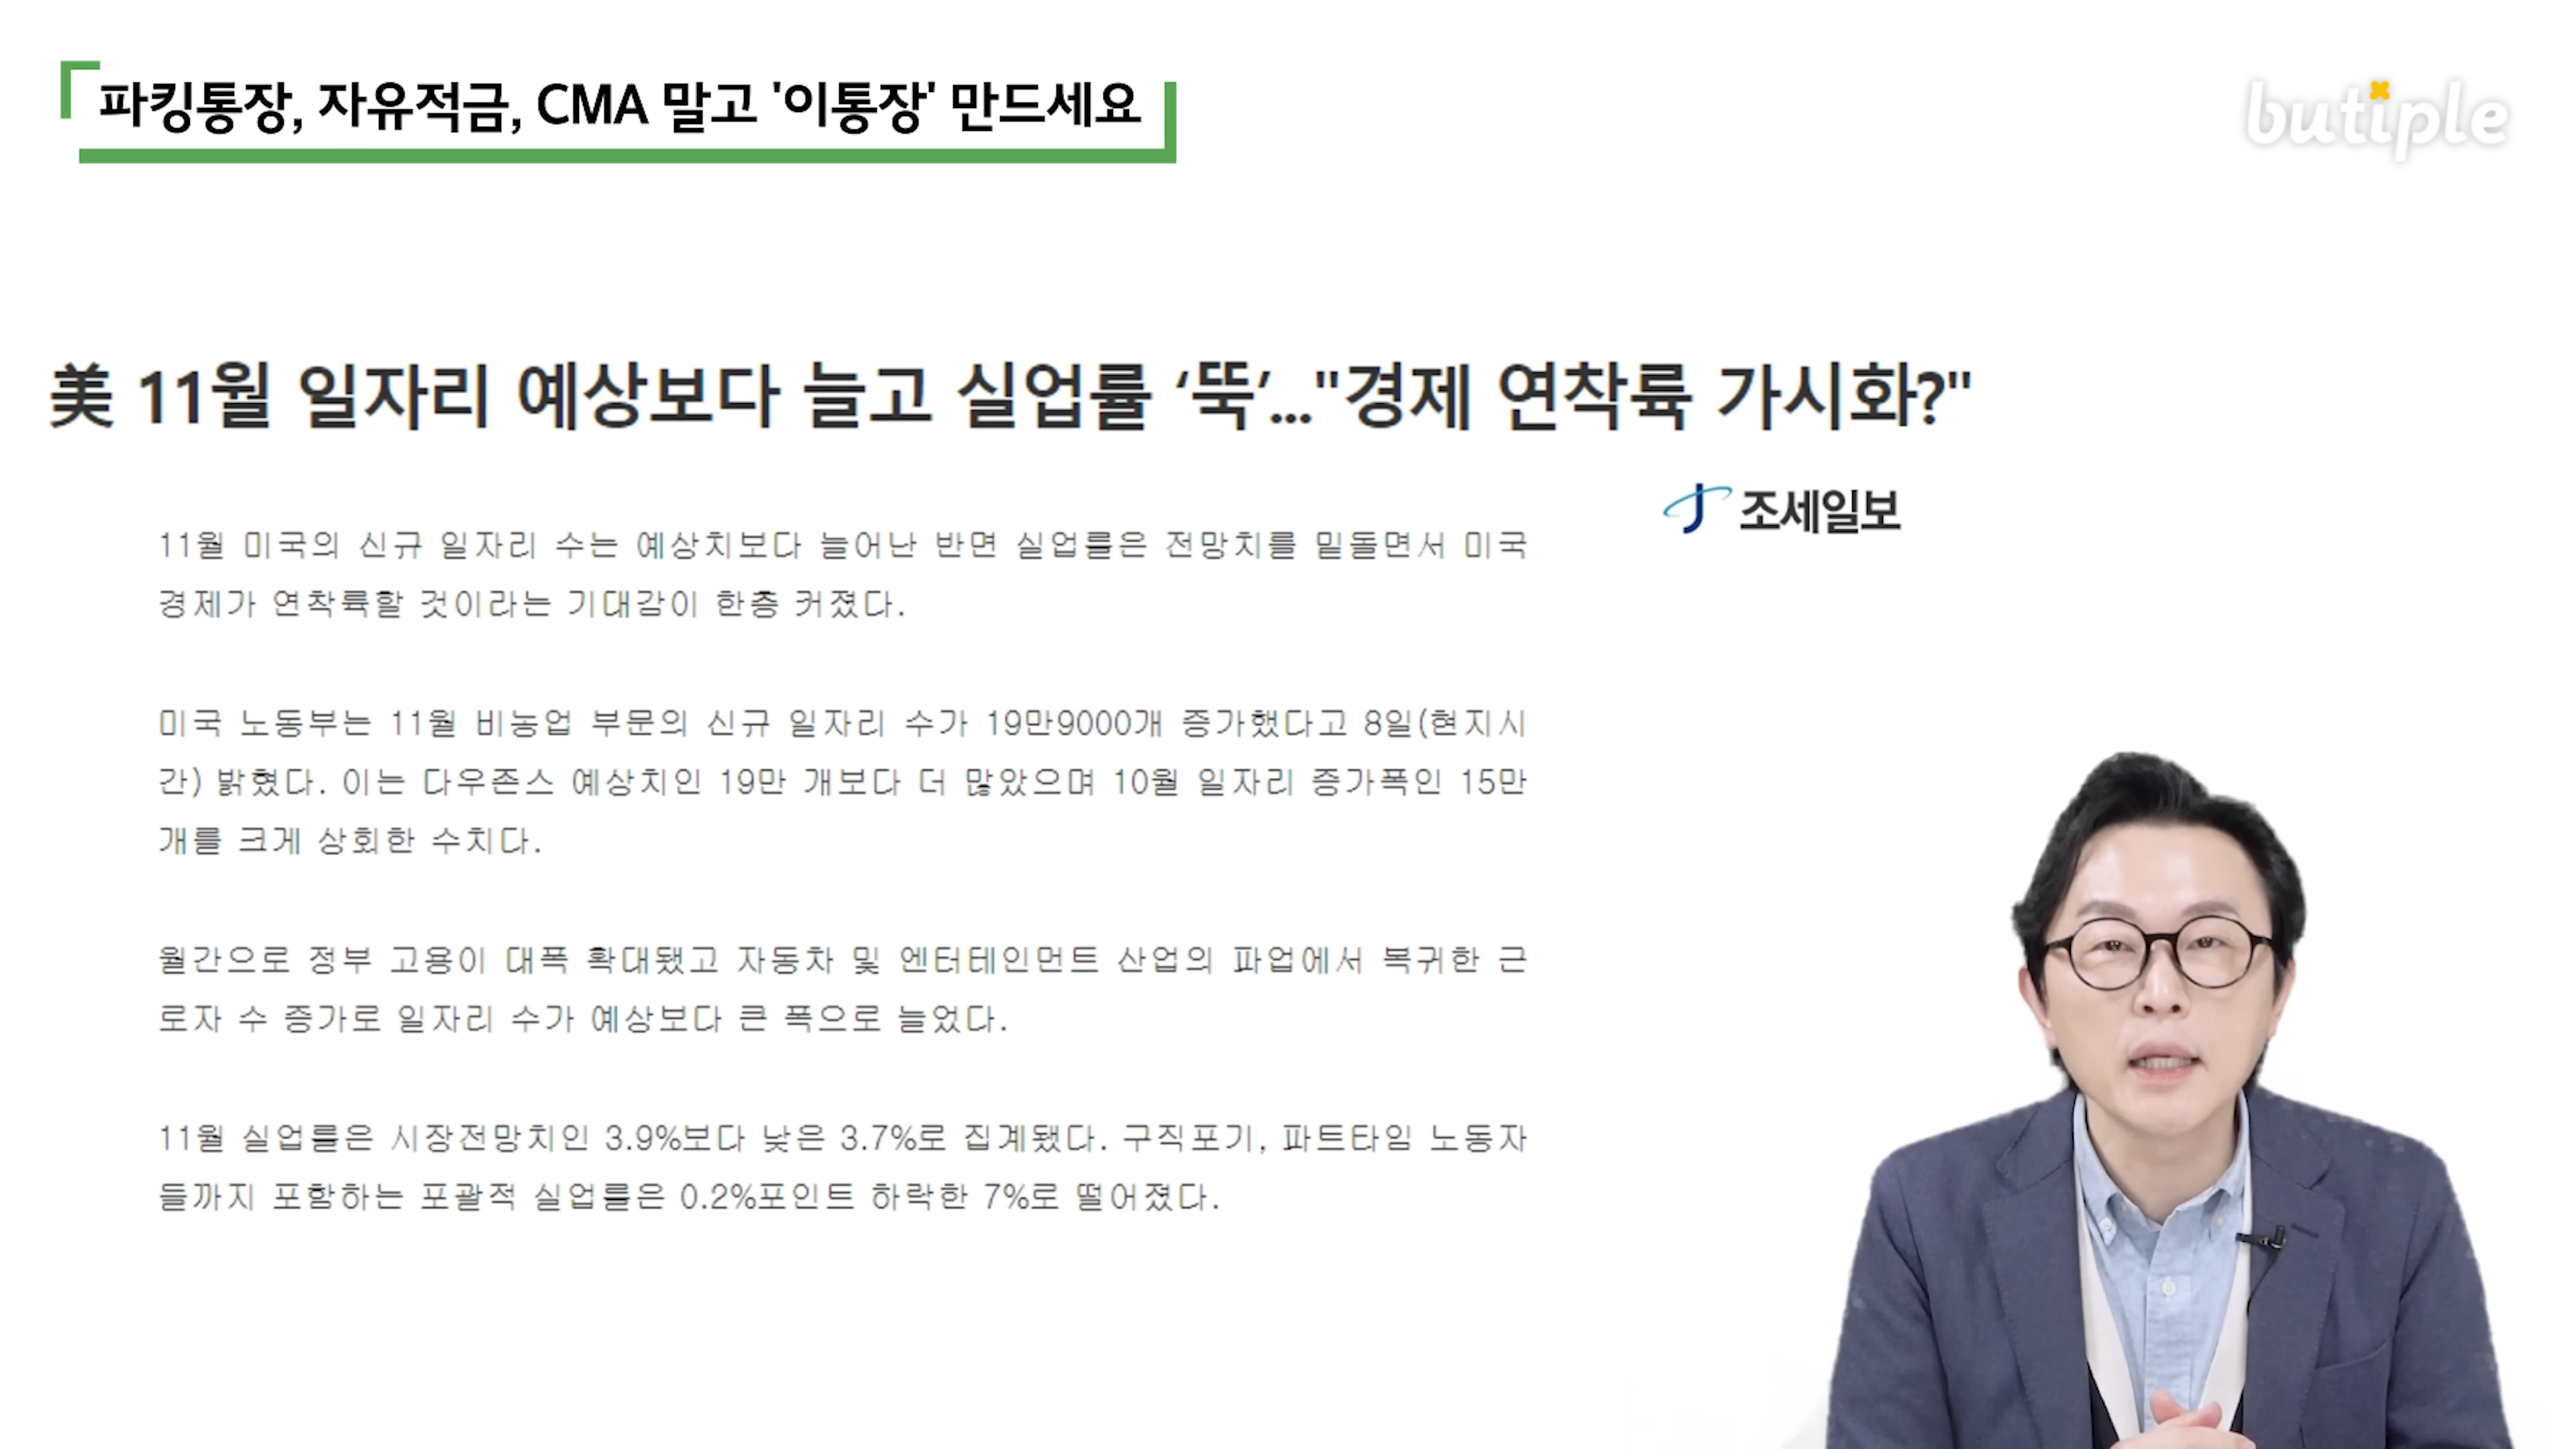 파킹통장, 자유적금, CMA 말고 '이통장' 만드세요
butiple
美 11월 일자리 예상보다 늘고 실업률 ‘뚝’…"경제 연착륙 가시화?"
조세일보
11월 미국의 신규 일자리 수는 예상치보다 늘어난 반면 실업률은 전망치를 밑돌면서 미국
경제가 연착륙할 것이라는 기대감이 한층 커졌다.
미국 노동부는 11월 비농업 부문의 신규 일자리 수가 19만9000개 증가했다고 8일(현지시
간) 밝혔다. 이는 다우존스 예상치인 19만 개보다 더 많았으며 10월 일자리 증가폭인 15만
개를 크게 상회한 수치다.
월간으로 정부 고용이 대폭 확대됐고 자동차 및 엔터테인먼트 산업의 파업에서 복귀한 근
로자 수 증가로 일자리 수가 예상보다 큰 폭으로 늘었다.
11월 실업률은 시장전망치인 3.9%보다 낮은 3.7%로 집계됐다. 구직포기, 파트타임 노동자
들까지 포함하는 포괄적 실업률은 0.2%포인트 하락한 7%로 떨어졌다.